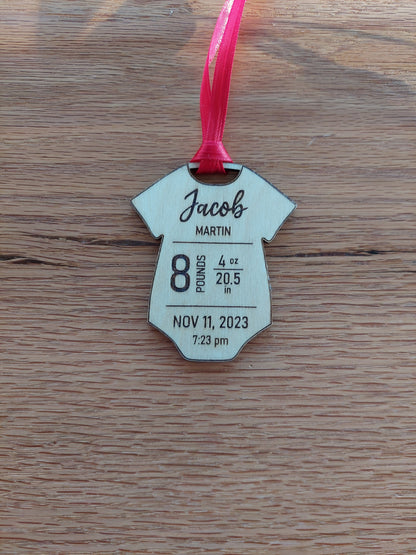 Jacob
MARTIN
8 POUNDS 4 oz
20.5
in
NOV 11, 2023
7:23 pm